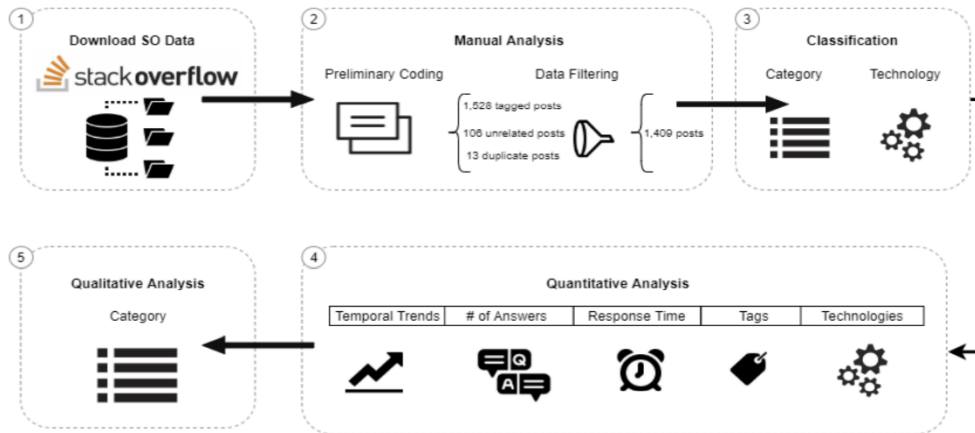 1
Download SO Data
stackoverflow
2
Manual Analysis
Preliminary Coding
Data Filtering
1,528 tagged posts
106 unrelated posts
13 duplicate posts
1,409 posts
3
Classification
Category
Technology
5
Qualitative Analysis
Category
4
Quantitative Analysis
Temporal Trends
# of Answers
Response Time
Tags
Technologies
Q
A